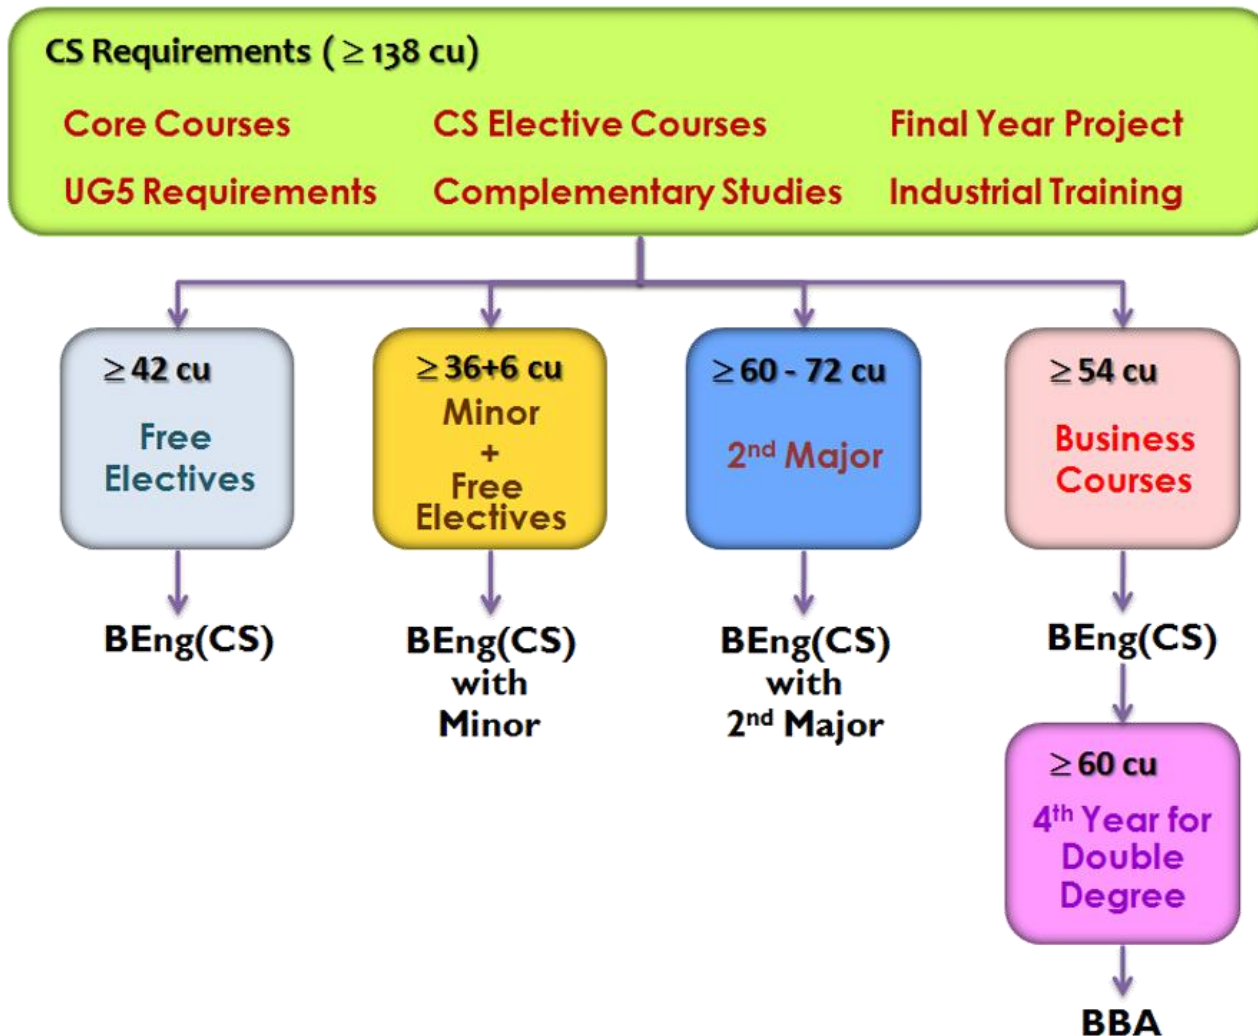 CS Requirements ( ≥ 138 cu)
Core Courses
CS Elective Courses
Final Year Project
UG5 Requirements
Complementary Studies
Industrial Training
≥ 42 cu
Free
Electives
≥ 36+6 cu
Minor
+
Free
Electives
≥ 60 - 72 cu
2nd Major
≥ 54 cu
Business
Courses
BEng(CS)
BEng(CS)
with
Minor
BEng(CS)
with
2nd Major
BEng(CS)
≥ 60 cu
4th Year for
Double
Degree
BBA